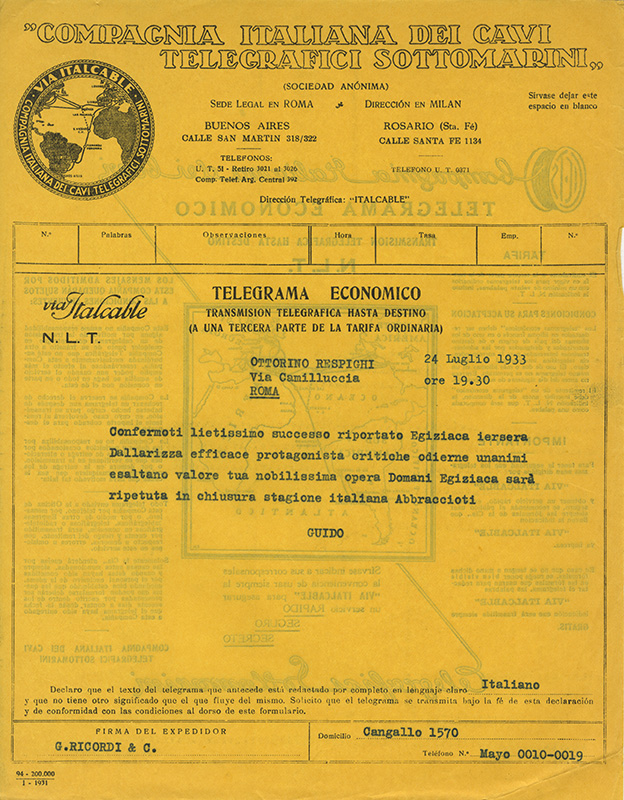 „COMPAGNIA ITALIANA DEI CAVI
TELEGRAFICI SOTTOMARINI„
(SOCIEDAD ANÓNIMA)
SEDE LEGAL EN ROMA DIRECCIÓN EN MILAN
Sirvase dejar este
espacio en blanco
VIA ITALCABLE
COMPAGNIA ITALIANA DEI CAVI TELEGRAFICI SOTTOMARINI
BUENOS AIRES
CALLE SAN MARTIN 318/322
ROSARIO (Sta. Fé)
CALLE SANTA FE 1134
TELEFONOS:
U. T. 31 - Retiro 3021 al 3026
Comp. Telef. Arg. Central 392
TELEFONO U. T. 0371
Dirección Telegráfica: "ITALCABLE"
N.º Palabras Observaciones Hora Tasa Emp. N.º
via Italcable
N. L. T.
TELEGRAMA ECONOMICO
TRANSMISION TELEGRAFICA HASTA DESTINO
(A UNA TERCERA PARTE DE LA TARIFA ORDINARIA)
OTTORINO RESPIGHI 24 Luglio 1933
Via Camilluccia ore 19.30
ROMA
Confermoti lietissimo successo riportato Egiziaca iersera
Dallarizza efficace protagonista critiche odierne unanimi
esaltano valore tua nobilissima opera Domani Egiziaca sarà
ripetuta in chiusura stagione italiana Abbraccioti
GUIDO
Declaro que el texto del telegrama que antecede está redactado por completo en lenguaje claro Italiano
y que no tiene otro significado que el que fluye del mismo. Solicito que el telegrama se transmita bajo la fé de esta declaración
y de conformidad con las condiciones al dorso de este formulario.
FIRMA DEL EXPEDIDOR
G.RICORDI & C.
Domicilio Cangallo 1570
Teléfono N.º Mayo 0010-0019
94 - 200.000
1 - 1931